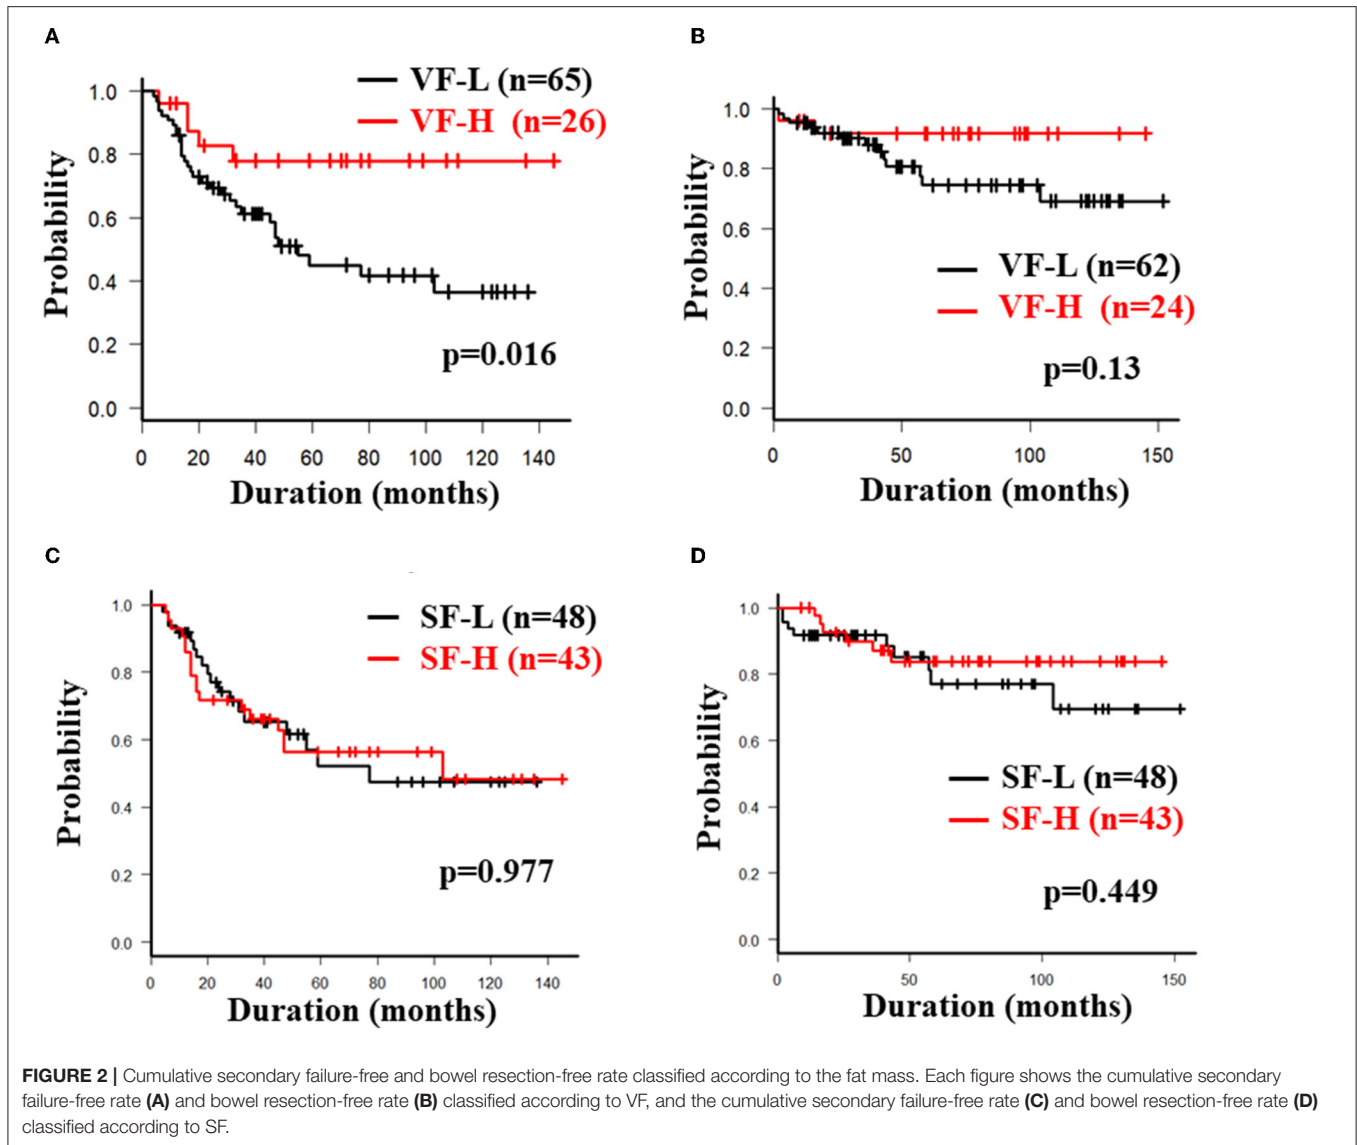 A
VF-L (n=65)
VF-H (n=26)
1.0
0.8
0.6
0.4
0.2
0.0
Probability
p=0.016
0 20 40 60 80 100 120 140
Duration (months)
B
1.0
0.8
0.6
0.4
0.2
0.0
Probability
VF-L (n=62)
VF-H (n=24)
p=0.13
0 50 100 150
Duration (months)
C
SF-L (n=48)
SF-H (n=43)
1.0
0.8
0.6
0.4
0.2
0.0
Probability
p=0.977
0 20 40 60 80 100 120 140
Duration (months)
D
1.0
0.8
0.6
0.4
0.2
0.0
Probability
SF-L (n=48)
SF-H (n=43)
p=0.449
0 50 100 150
Duration (months)
FIGURE 2 | Cumulative secondary failure-free and bowel resection-free rate classified according to the fat mass. Each figure shows the cumulative secondary
failure-free rate (A) and bowel resection-free rate (B) classified according to VF, and the cumulative secondary failure-free rate (C) and bowel resection-free rate (D)
classified according to SF.